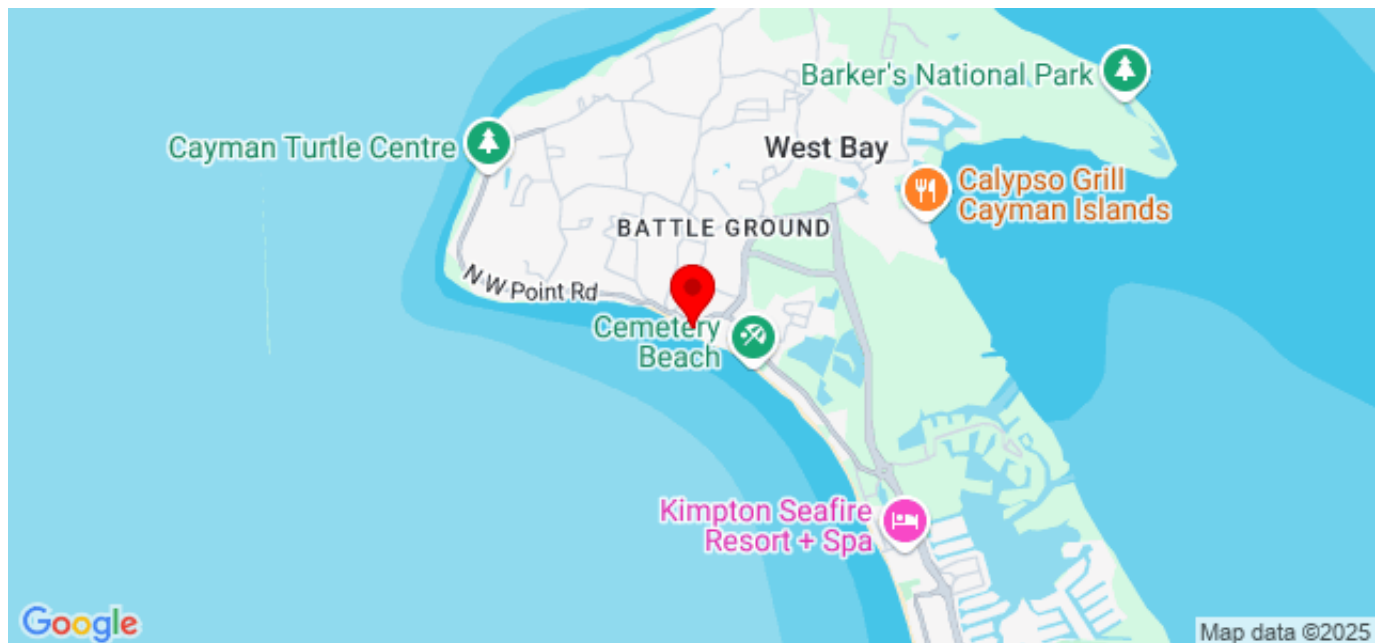 Barker's National Park
Cayman Turtle Centre
West Bay
Calypso Grill
Cayman Islands
BATTLE GROUND
N W Point Rd
Cemetery
Beach
Kimpton Seafire
Resort + Spa
Google
Map data ©2025